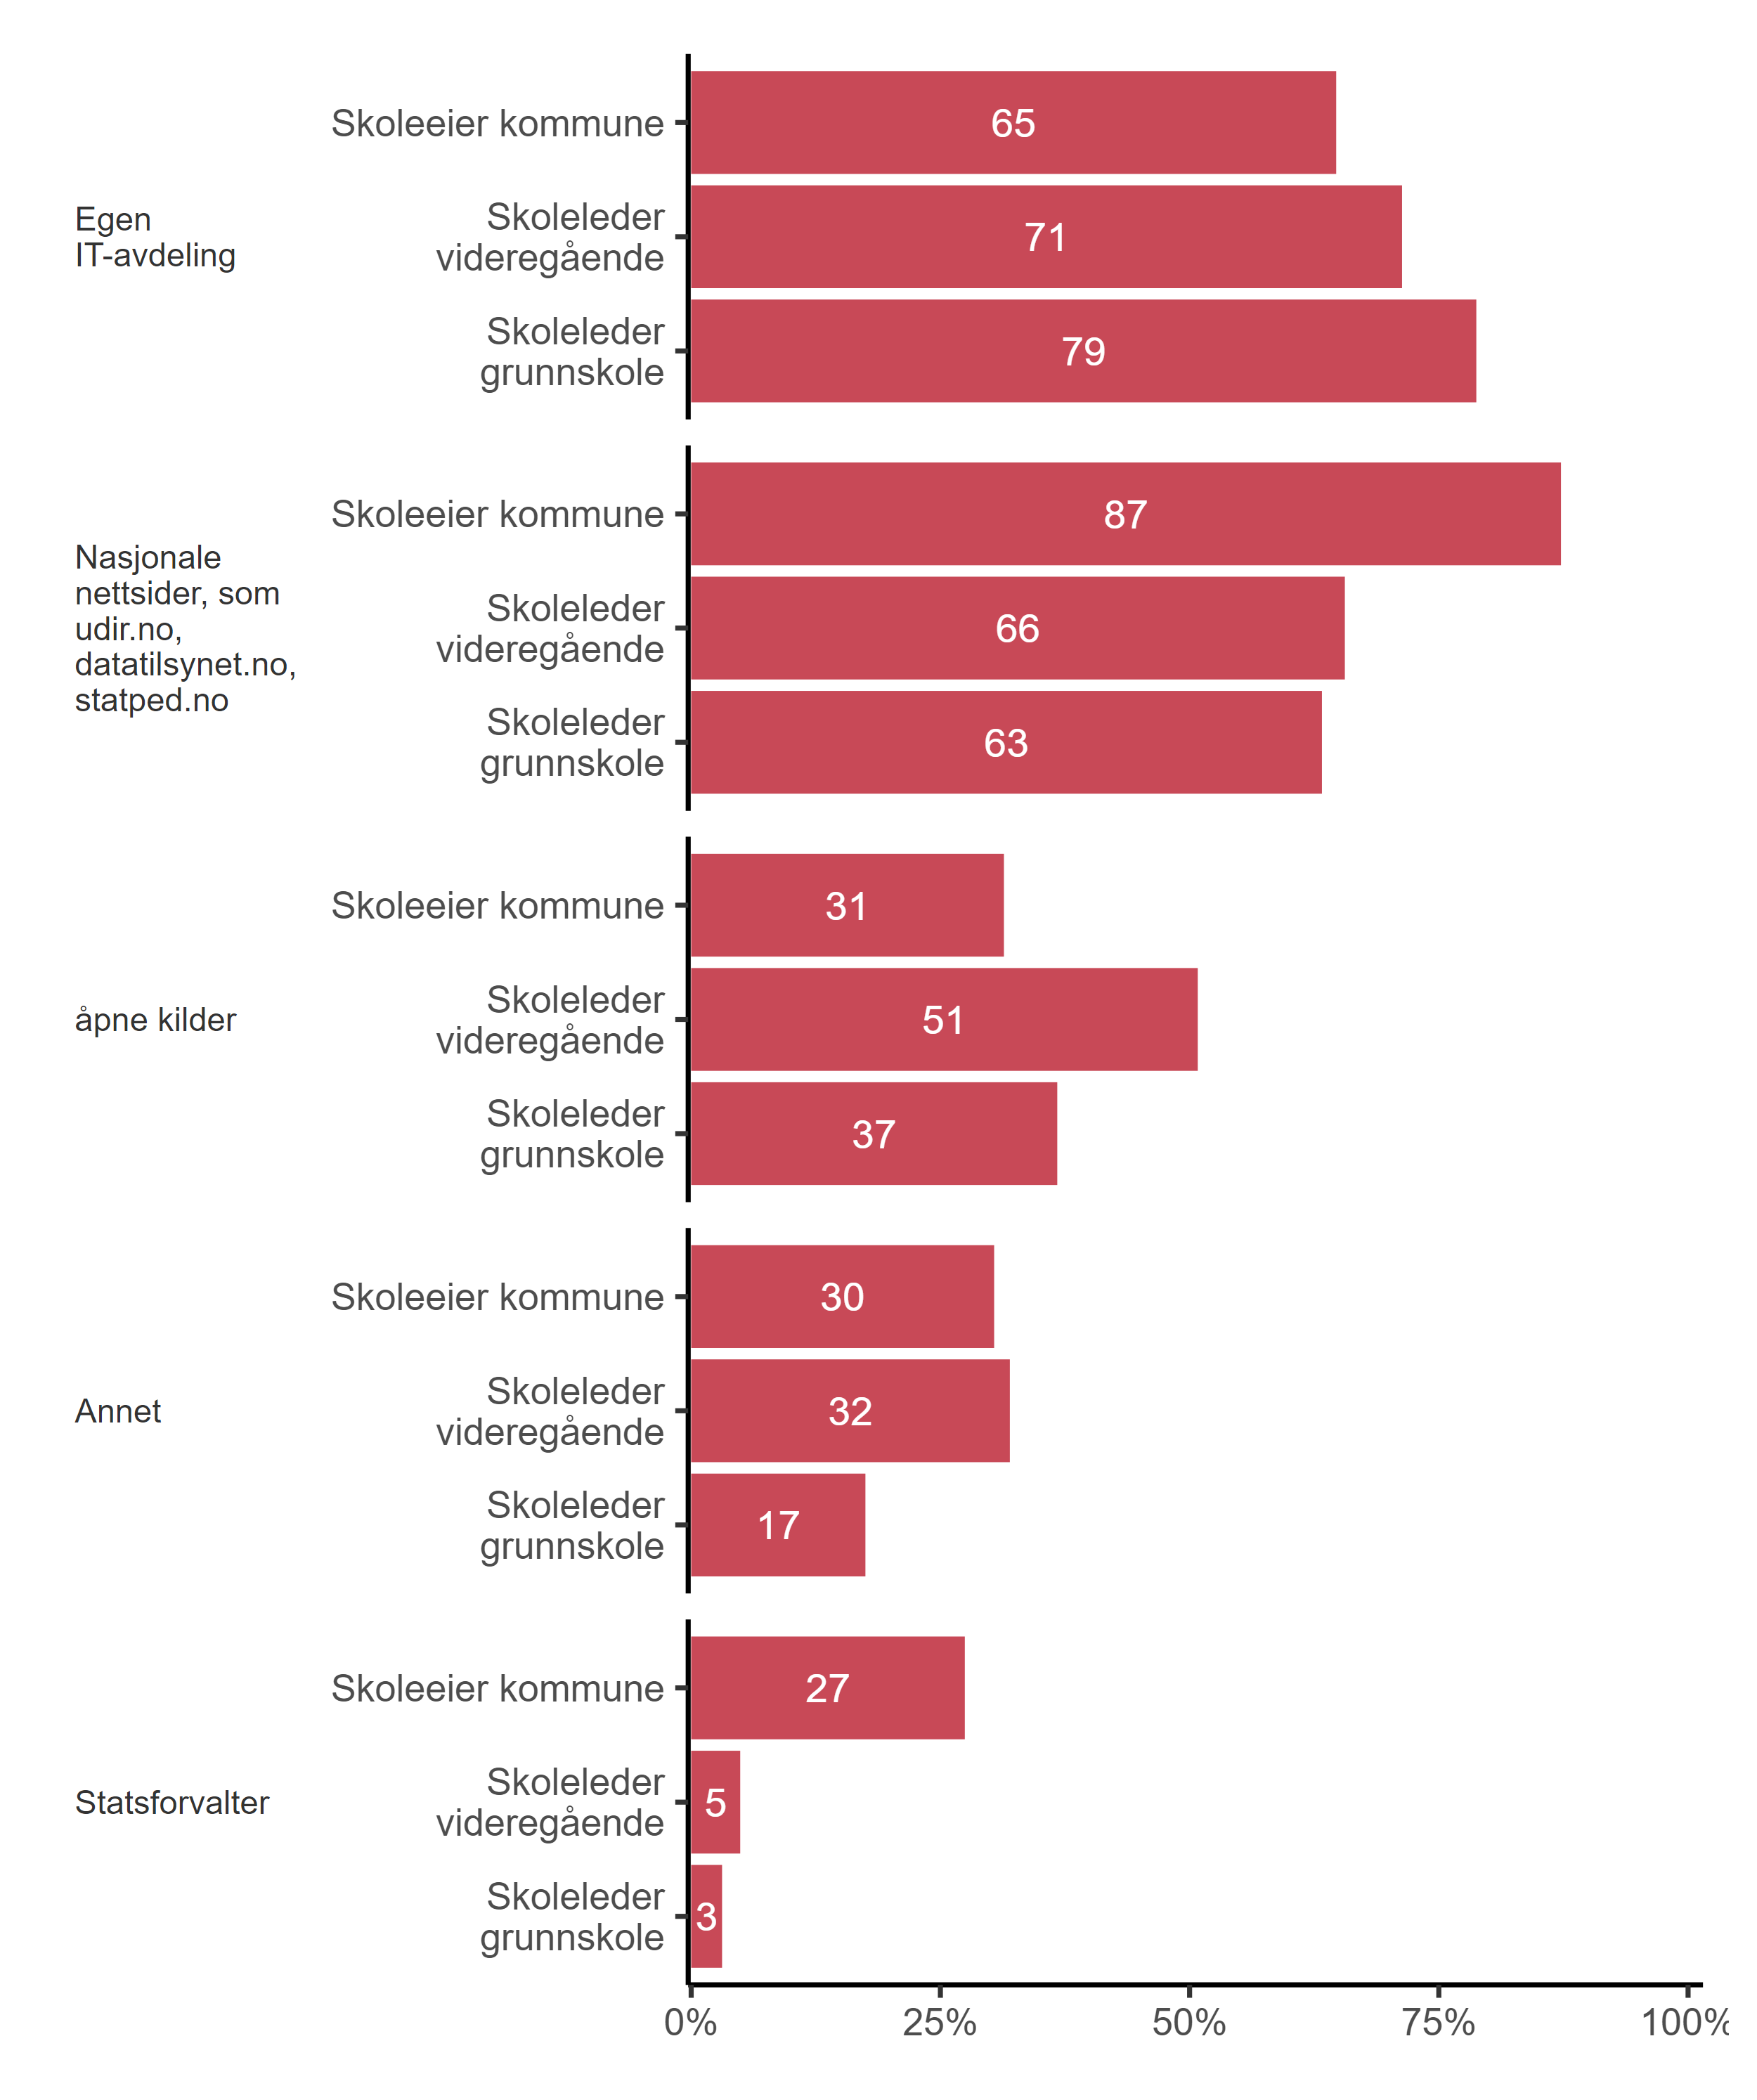 Egen
IT-avdeling
Skoleeier kommune
65
Skoleleder
videregående
71
Skoleleder
grunnskole
79
Nasjonale
nettsider, som
udir.no,
datatilsynet.no,
statped.no
Skoleeier kommune
87
Skoleleder
videregående
66
Skoleleder
grunnskole
63
åpne kilder
Skoleeier kommune
31
Skoleleder
videregående
51
Skoleleder
grunnskole
37
Annet
Skoleeier kommune
30
Skoleleder
videregående
32
Skoleleder
grunnskole
17
Statsforvalter
Skoleeier kommune
27
Skoleleder
videregående
5
Skoleleder
grunnskole
3
0% 25% 50% 75% 100%